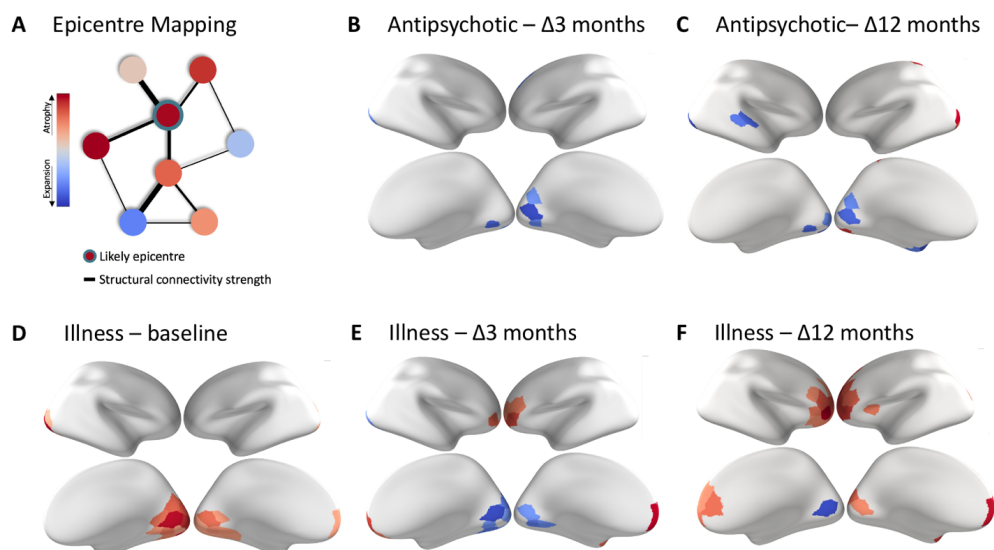 A Epicentre Mapping
Atrophy
Expansion
Likely epicentre
Structural connectivity strength
B Antipsychotic – Δ3 months
C Antipsychotic– Δ12 months
D Illness – baseline
E Illness – Δ3 months
F Illness – Δ12 months